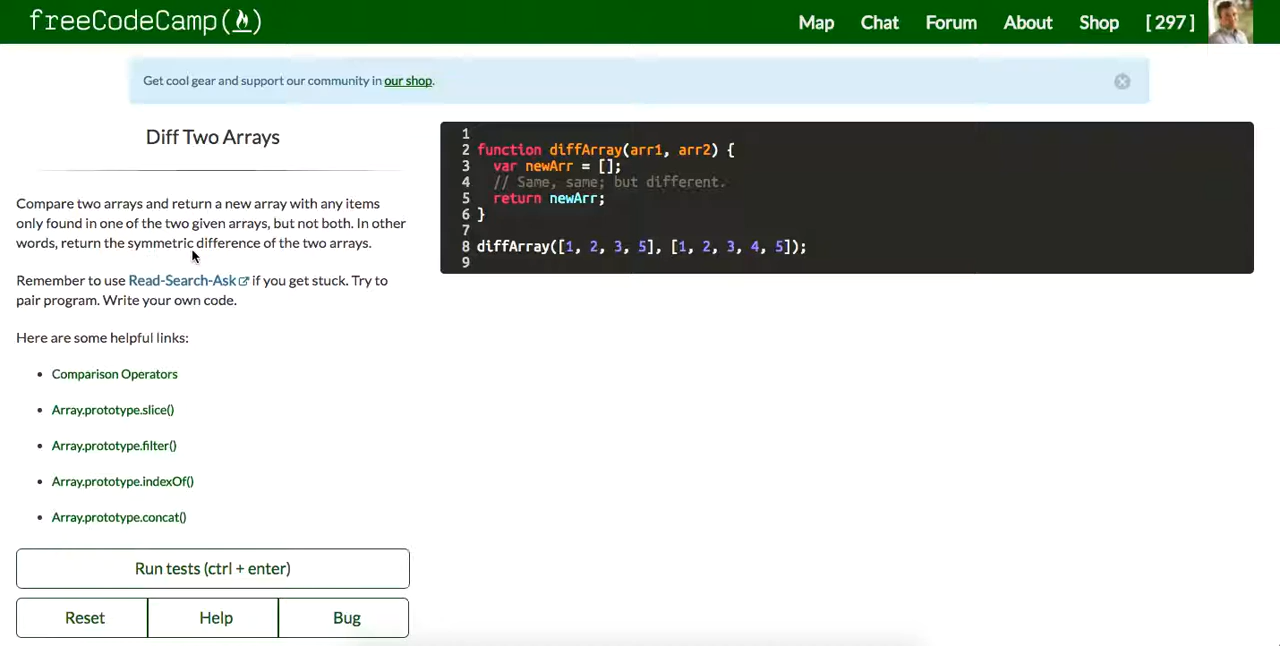 freeCodeCamp(🔥)
Map Chat Forum About Shop [ 297 ]
Get cool gear and support our community in our shop.
Diff Two Arrays
Compare two arrays and return a new array with any items
only found in one of the two given arrays, but not both. In other
words, return the symmetric difference of the two arrays.
Remember to use Read-Search-Ask if you get stuck. Try to
pair program. Write your own code.
Here are some helpful links:
• Comparison Operators
• Array.prototype.slice()
• Array.prototype.filter()
• Array.prototype.indexOf()
• Array.prototype.concat()
Run tests (ctrl + enter)
Reset Help Bug
1
2 function diffArray(arr1, arr2) {
3 var newArr = [];
4 // Same, same; but different.
5 return newArr;
6 }
7
8 diffArray([1, 2, 3, 5], [1, 2, 3, 4, 5]);
9